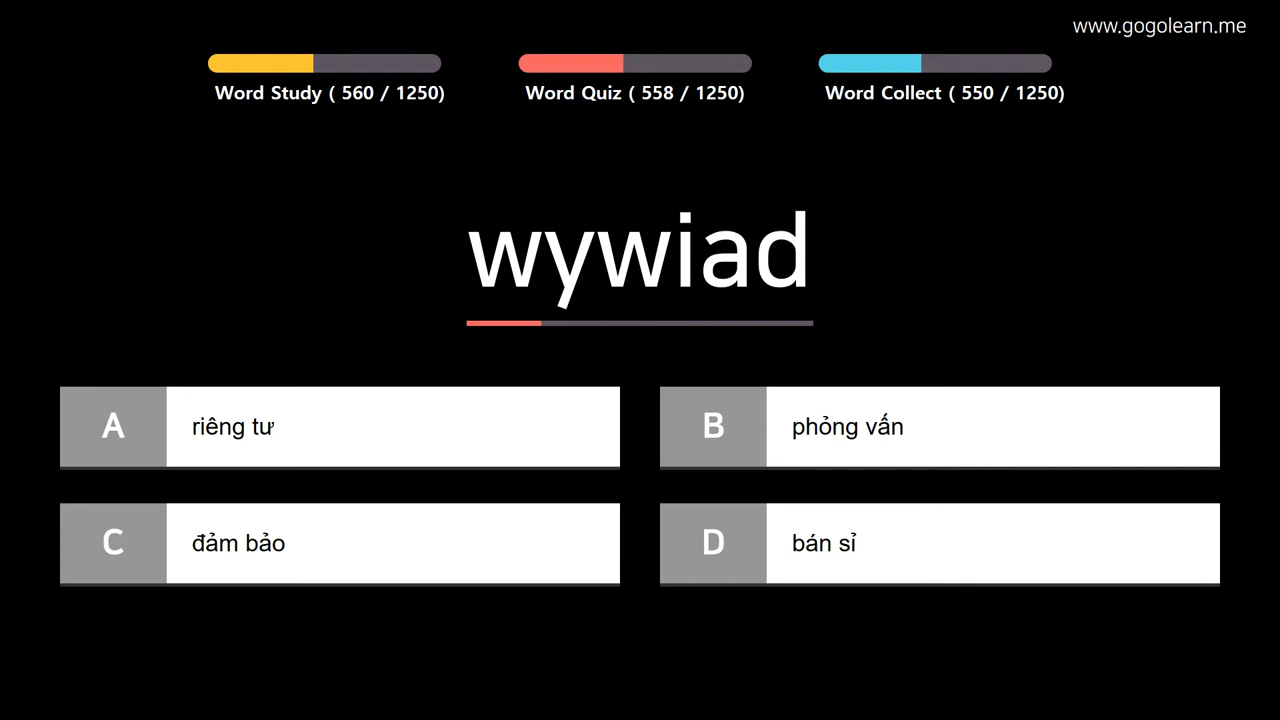 www.gogolearn.me
Word Study ( 560 / 1250)
Word Quiz ( 558 / 1250)
Word Collect ( 550 / 1250)
wywiad
A riêng tư
B phỏng vấn
C đảm bảo
D bán sỉ